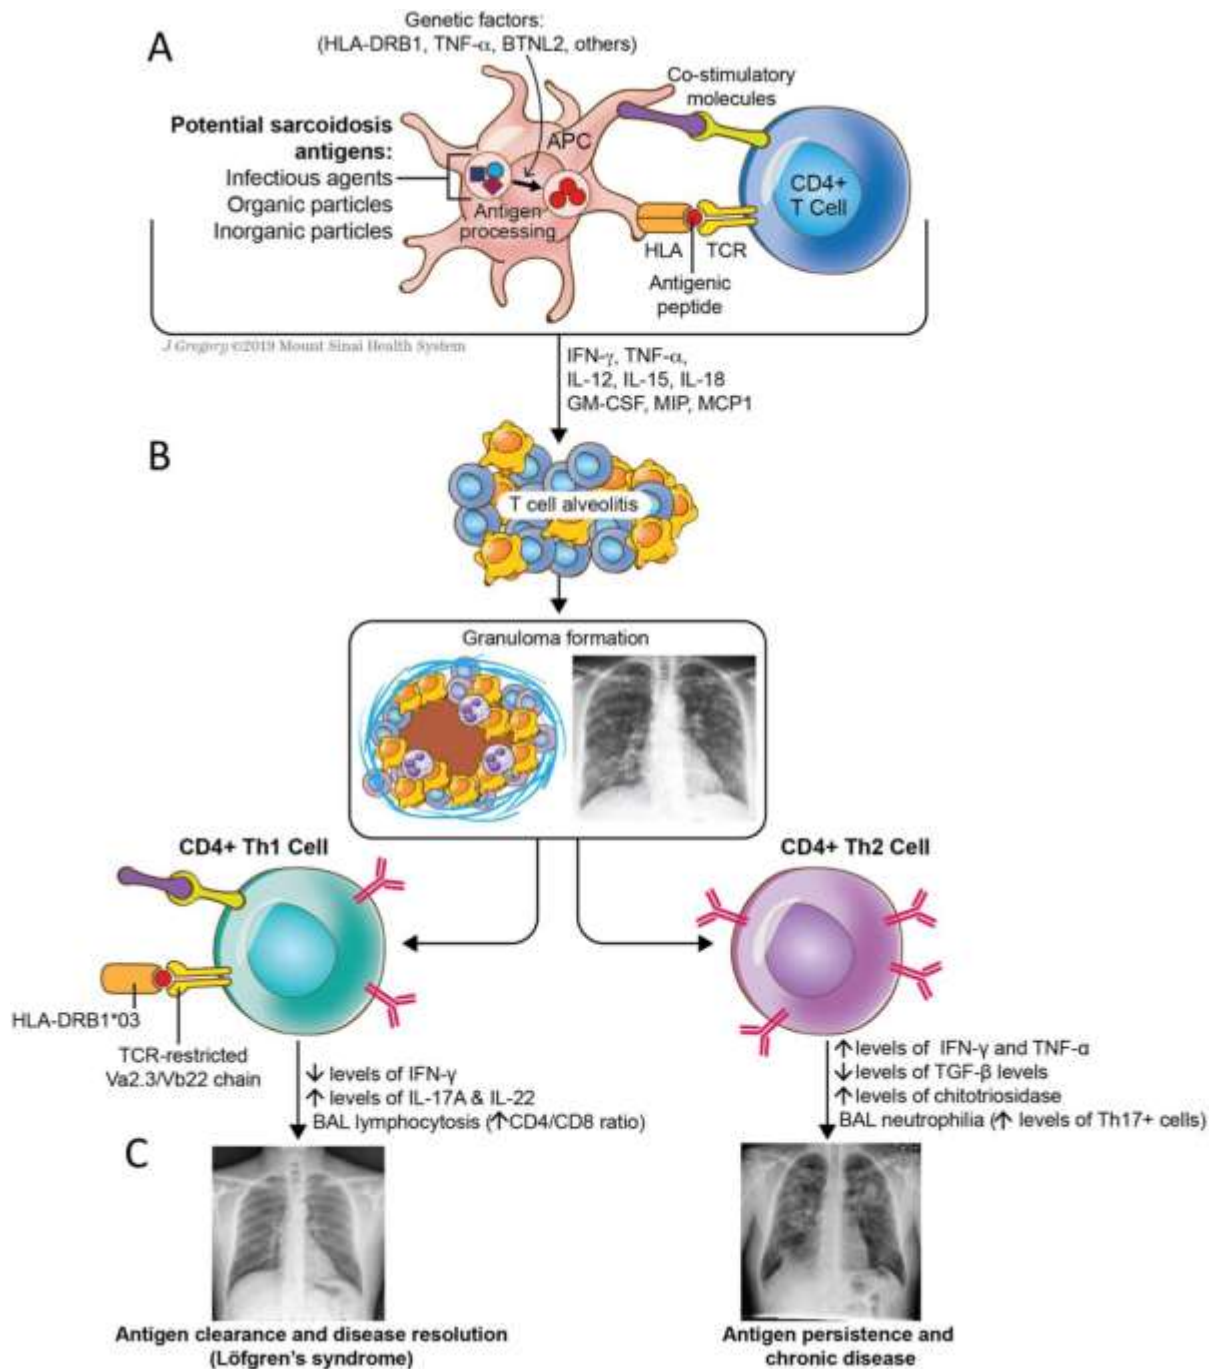 A
Genetic factors:
(HLA-DRB1, TNF-α, BTNL2, others)
Co-stimulatory
molecules
Potential sarcoidosis
antigens:
Infectious agents
Organic particles
Inorganic particles
APC
Antigen
processing
CD4+
T Cell
HLA
TCR
Antigenic
peptide
J Gregory ©2019 Mount Sinai Health System
IFN-γ, TNF-α,
IL-12, IL-15, IL-18
GM-CSF, MIP, MCP1
B
T cell alveolitis
Granuloma formation
CD4+ Th1 Cell
CD4+ Th2 Cell
HLA-DRB1*03
TCR-restricted
Va2.3/Vb22 chain
↓ levels of IFN-γ
↑ levels of IL-17A & IL-22
BAL lymphocytosis (↑CD4/CD8 ratio)
↑ levels of IFN-γ and TNF-α
↓ levels of TGF-β levels
↑ levels of chitotriosidase
BAL neutrophilia (↑ levels of Th17+ cells)
C
Antigen clearance and disease resolution
(Löfgren's syndrome)
Antigen persistence and
chronic disease